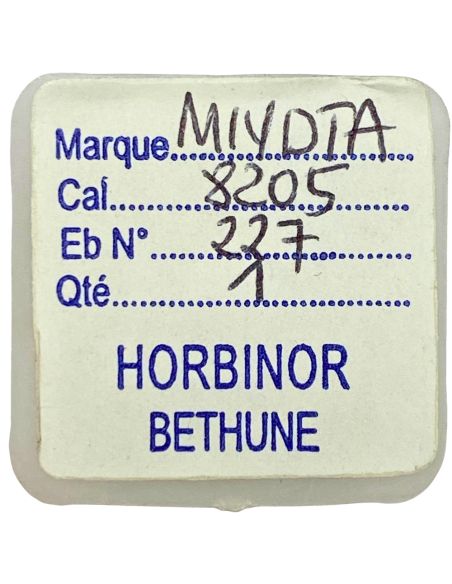 Marque MIYOTA
Cal. 8205
Eb N° 227
Qté 1
HORBINOR
BETHUNE